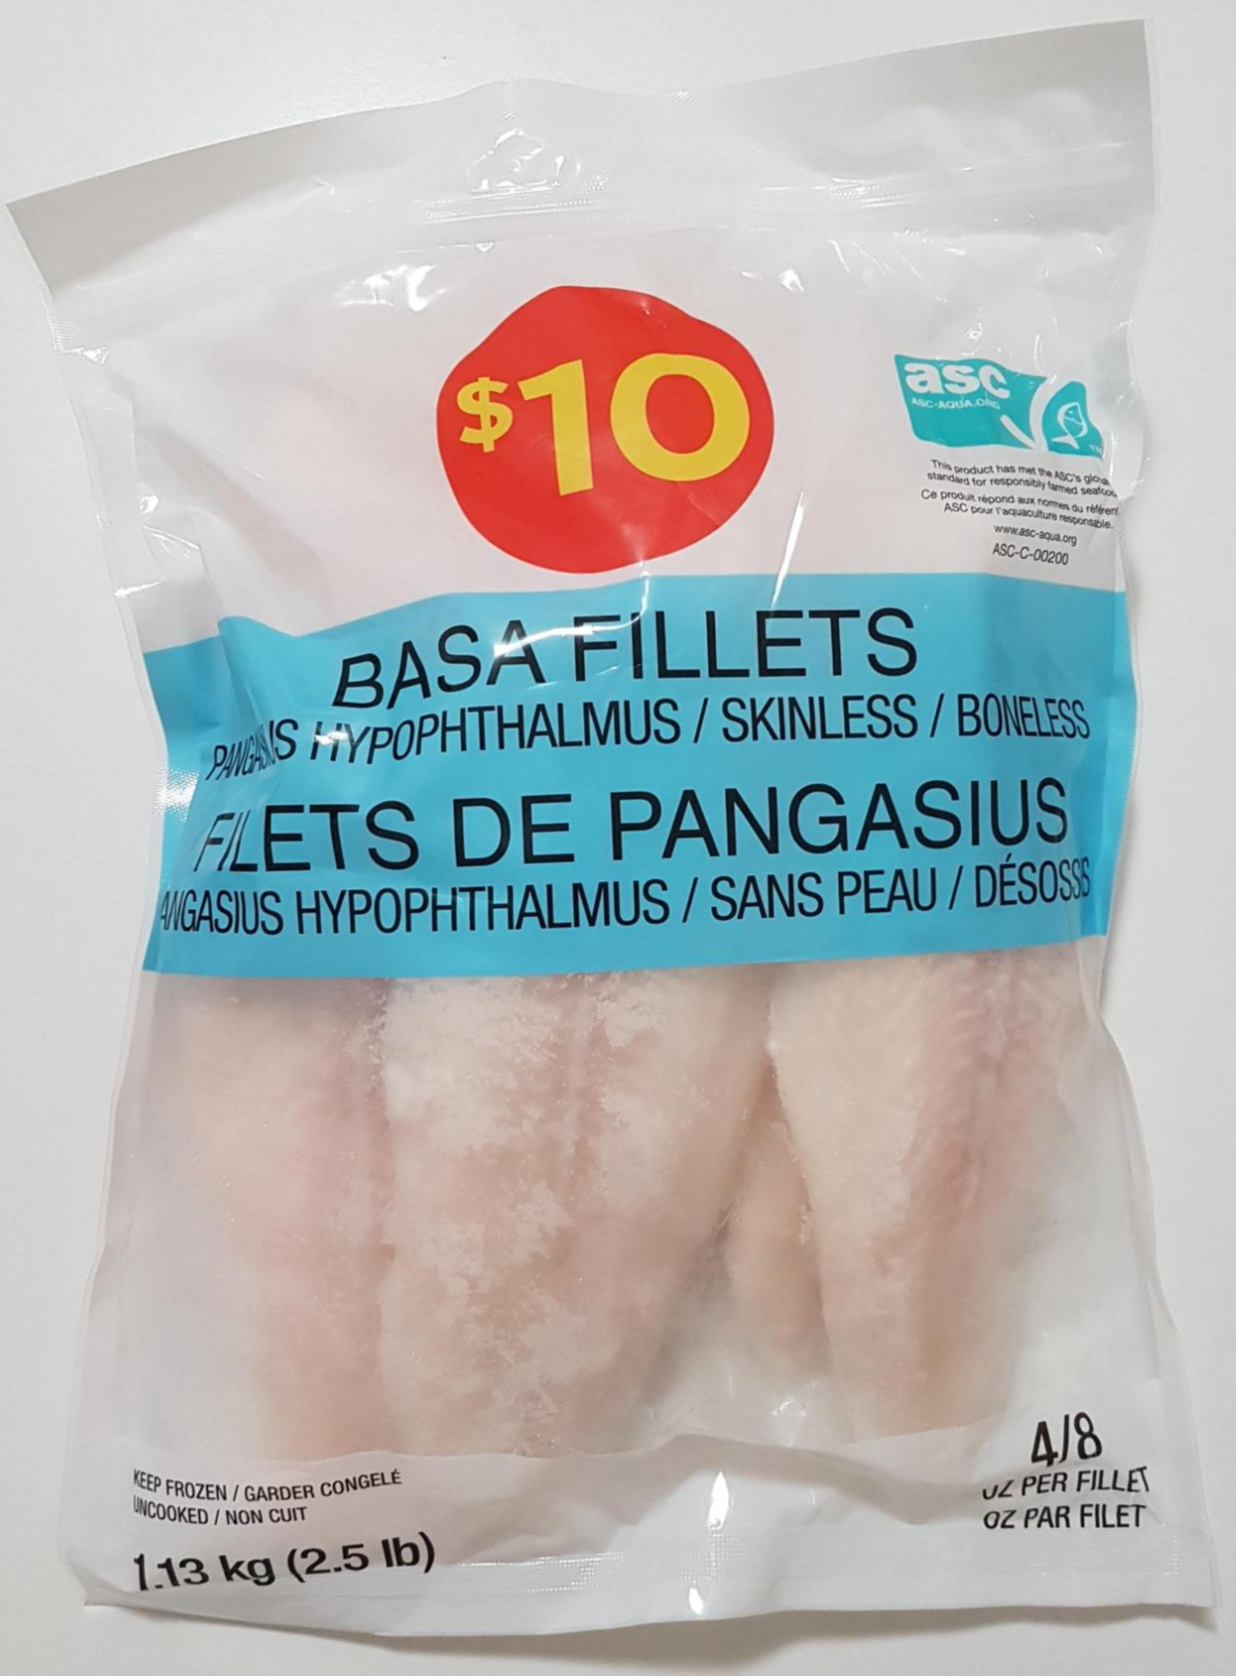 $10
asc
ASC-AQUA.ORG
TM
This product has met the ASC's
standard for responsibly farmed
Ce produit répond aux normes du
ASC pour l'aquaculture responsable.
www.asc-aqua.org
ASC-C-00200
BASA FILLETS
HYPOPHTHALMUS / SKINLESS / BONELESS
FILETS DE PANGASIUS
ANGASIUS HYPOPHTHALMUS / SANS PEAU /
4/8
OZ PER FILLET
OZ PAR FILET
KEEP FROZEN / GARDER CONGELÉ
UNCOOKED / NON CUIT
1.13 kg (2.5 lb)